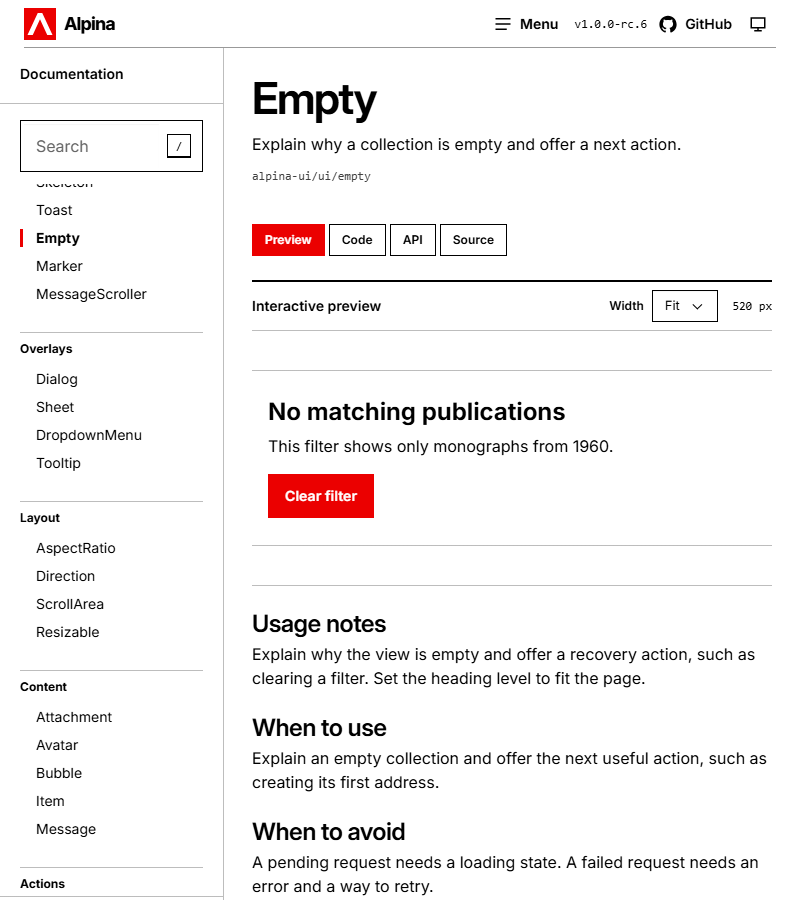 Alpina
Menu
v1.0.0-rc.6
GitHub
Documentation
Search
/
Skeleton
Toast
Empty
Marker
MessageScroller
Overlays
Dialog
Sheet
DropdownMenu
Tooltip
Layout
AspectRatio
Direction
ScrollArea
Resizable
Content
Attachment
Avatar
Bubble
Item
Message
Actions
Empty
Explain why a collection is empty and offer a next action.
alpina-ui/ui/empty
Preview
Code
API
Source
Interactive preview
Width
Fit
520 px
No matching publications
This filter shows only monographs from 1960.
Clear filter
Usage notes
Explain why the view is empty and offer a recovery action, such as
clearing a filter. Set the heading level to fit the page.
When to use
Explain an empty collection and offer the next useful action, such as
creating its first address.
When to avoid
A pending request needs a loading state. A failed request needs an
error and a way to retry.